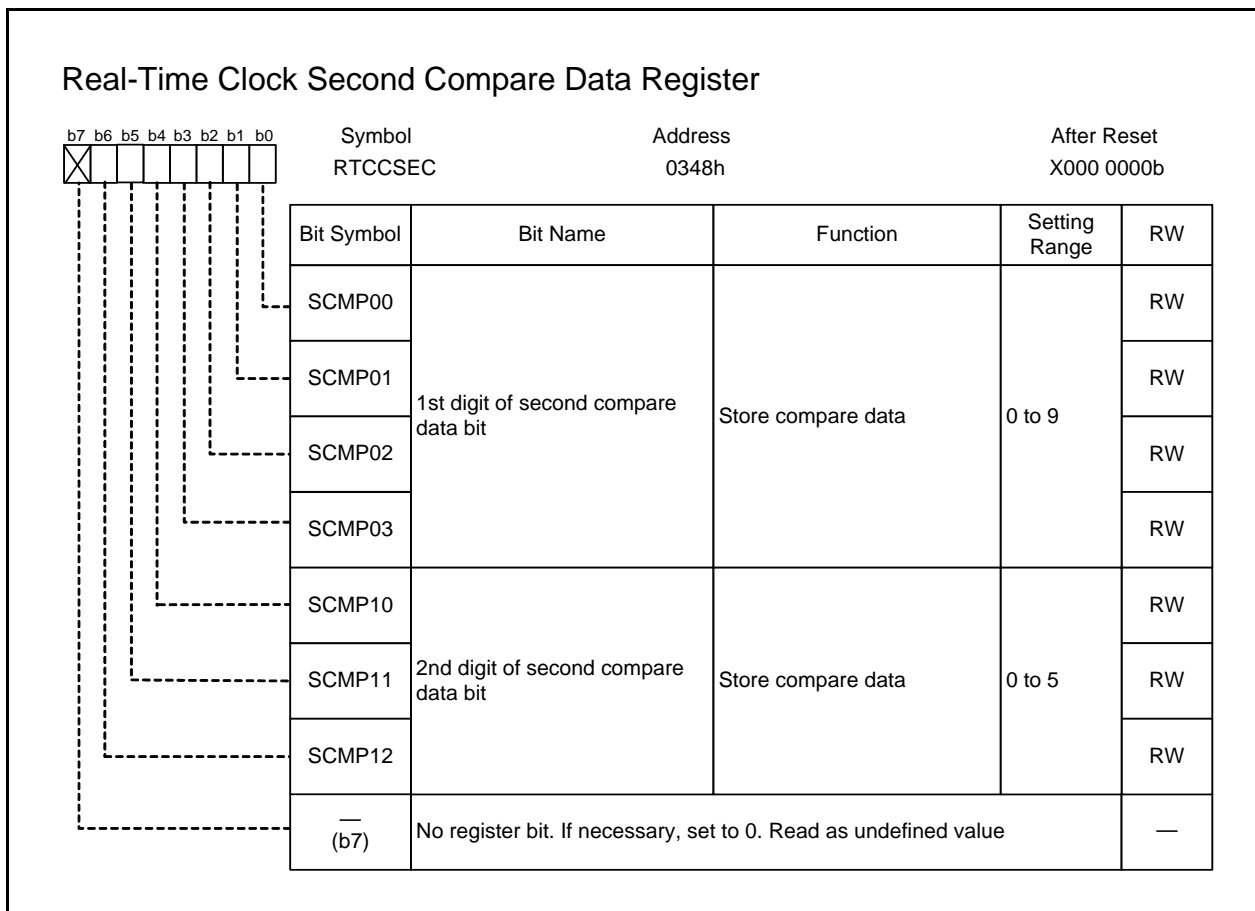 Real-Time Clock Second Compare Data Register
b7 b6 b5 b4 b3 b2 b1 b0
Symbol Address After Reset
RTCCSEC 0348h X000 0000b
Bit Symbol Bit Name Function Setting Range RW
SCMP00 RW
SCMP01 RW
1st digit of second compare
data bit
Store compare data 0 to 9
SCMP02 RW
SCMP03 RW
SCMP10 RW
SCMP11 RW
2nd digit of second compare
data bit
Store compare data 0 to 5
SCMP12 RW
—
(b7)
No register bit. If necessary, set to 0. Read as undefined value —